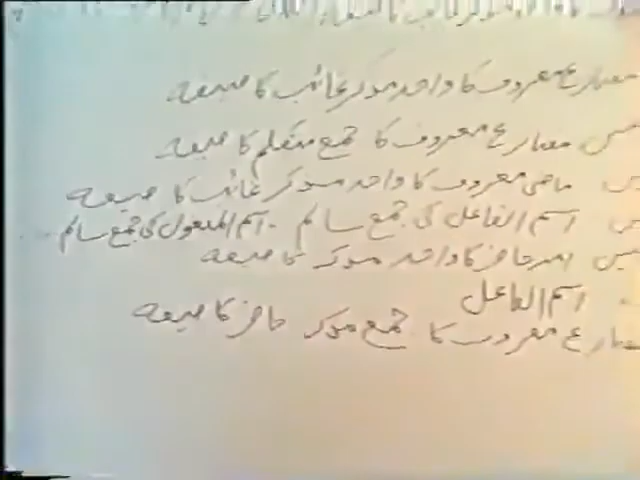 مضارع معروف کا واحد مذکر غائب کا صیغہ
مضارع معروف کا جمع متکلم کا صیغہ
ماضی معروف کا واحد مذکر غائب کا صیغہ
اسم الفاعل کی جمع سالم - اسم المفعول کی جمع سالم
امر حاضر کا واحد مذکر کا صیغہ
اسم الفاعل
مضارع معروف کا جمع مذکر حاضر کا صیغہ